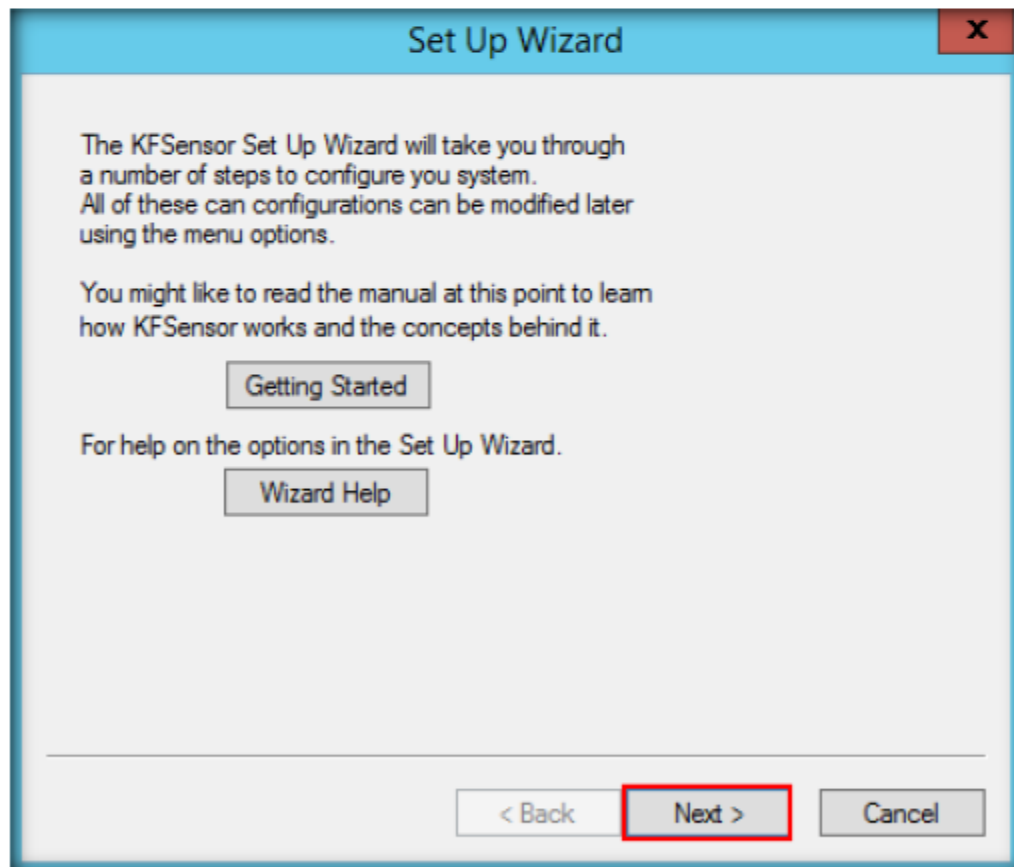 Set Up Wizard
x
The KFSensor Set Up Wizard will take you through
a number of steps to configure you system.
All of these can configurations can be modified later
using the menu options.
You might like to read the manual at this point to learn
how KFSensor works and the concepts behind it.
Getting Started
For help on the options in the Set Up Wizard.
Wizard Help
< Back Next > Cancel